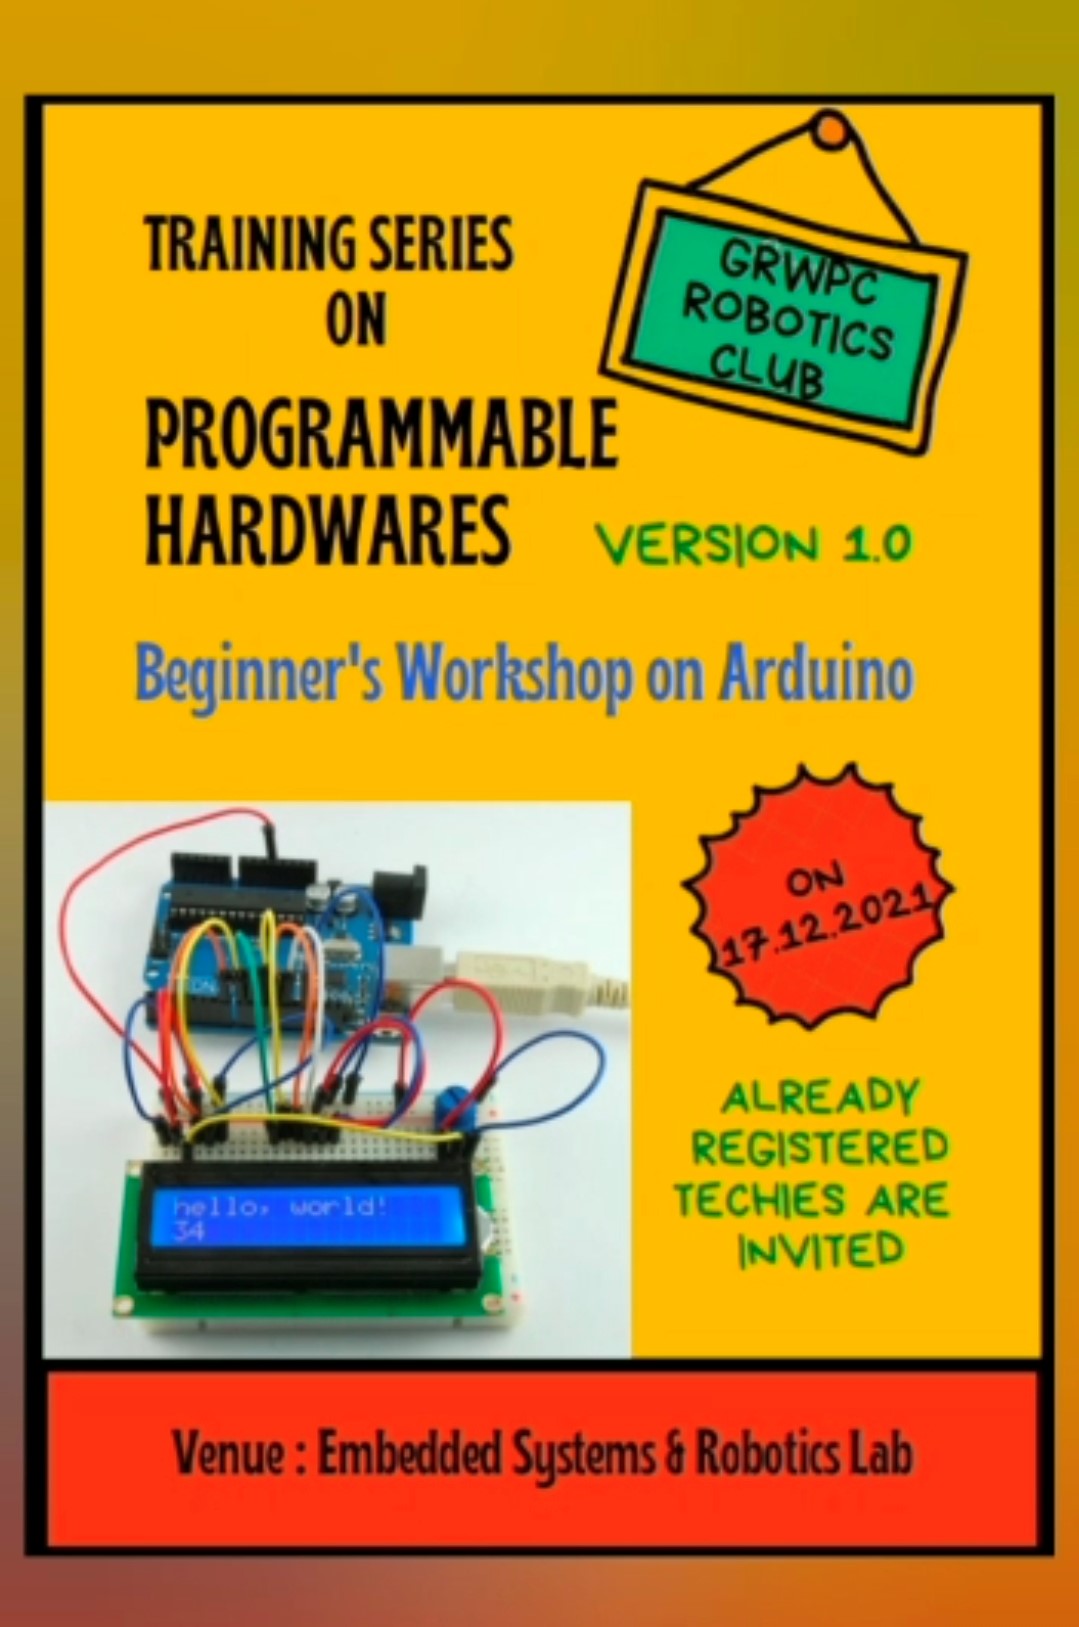 GRWPC
ROBOTICS
CLUB
TRAINING SERIES
ON
PROGRAMMABLE
HARDWARES
VERSION 1.0
Beginner's Workshop on Arduino
ON
17.12.2021
hello, world!
34
ALREADY
REGISTERED
TECHIES ARE
INVITED
Venue : Embedded Systems & Robotics Lab